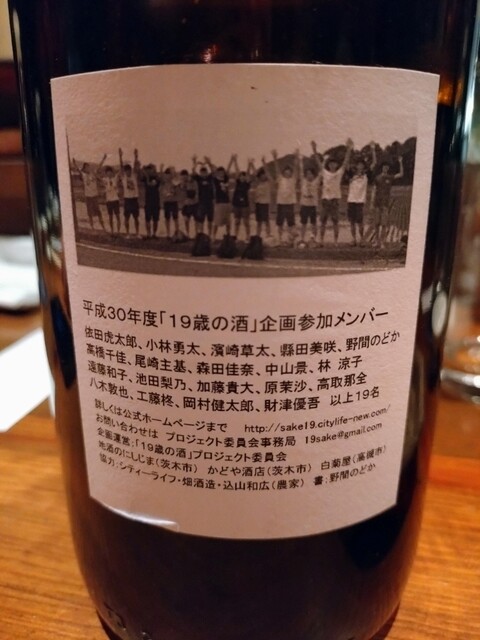 平成30年度「19歳の酒」企画参加メンバー
依田虎太郎、小林勇太、濱崎草太、縣田美咲、野間のどか
高橋千佳、尾崎主基、森田佳奈、中山景、林 涼子
遠藤和子、池田梨乃、加藤貴大、原茉沙、高取那全
八木敦也、工藤柊、岡村健太郎、財津優吾 以上19名
詳しくは公式ホームページまで http://sake19.citylife-new.com/
お問い合わせは プロジェクト委員会事務局 19sake@gmail.com
企画運営：「19歳の酒」プロジェクト委員会
地酒のにしじま(茨木市) かどや酒店(茨木市) 白菊屋(高槻市)
協力：シティーライフ・畑酒造・込山和広(農家) 書：野間のどか